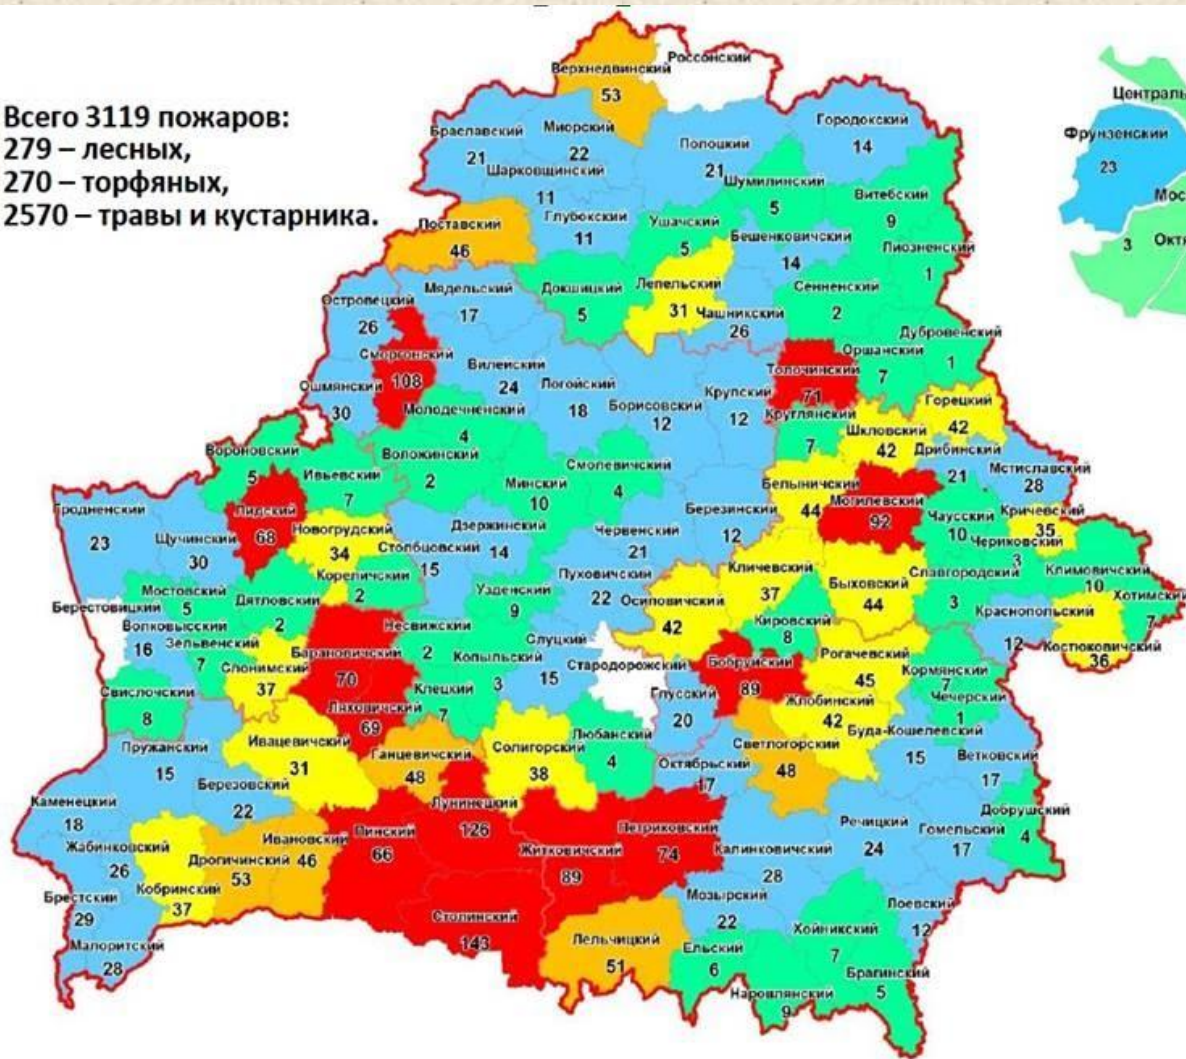 Всего 3119 пожаров:
279 – лесных,
270 – торфяных,
2570 – травы и кустарника.
Верхнедвинский
53
Россонский
Браславский
21
Миорский
22
Полоцкий
21
Городокский
14
Шарковщинский
11
Шумилинский
5
Витебский
9
Поставский
46
Глубокский
11
Ушачский
5
Бешенковичский
14
Лиозненский
1
Островецкий
26
Мядельский
17
Докшицкий
5
Лепельский
31
Чашникский
26
Сенненский
2
Дубровенский
1
Сморгонский
108
Вилейский
24
Логойский
18
Борисовский
12
Крупский
12
Толочинский
71
Оршанский
7
Ошмянский
30
Молодечненский
4
Круглянский
7
Шкловский
42
Горецкий
42
Вороновский
5
Ивьевский
7
Воложинский
2
Минский
10
Смолевичский
4
Дрибинский
21
Мстиславский
28
Гродненский
23
Щучинский
30
Лидский
68
Новогрудский
34
Столбцовский
15
Дзержинский
14
Червенский
21
Березинский
12
Белыничский
44
Могилевский
92
Чаусский
10
Кричевский
35
Чериковский
3
Мостовский
5
Дятловский
2
Кореличский
2
Узденский
9
Пуховичский
22
Осиповичский
42
Кличевский
37
Быховский
44
Славгородский
3
Климовичский
10
Хотимский
7
Берестовицкий
Волковысский
16
Зельвенский
7
Слонимский
37
Барановичский
70
Несвижский
2
Копыльский
3
Слуцкий
15
Стародорожский
Кировский
8
Бобруйский
89
Рогачевский
45
Краснопольский
12
Костюковичский
36
Свислочский
8
Ляховичский
69
Клецкий
7
Глусский
20
Жлобинский
42
Кормянский
7
Чечерский
1
Пружанский
15
Ивацевичский
31
Ганцевичский
48
Солигорский
38
Любанский
4
Октябрьский
17
Светлогорский
48
Буда-Кошелевский
15
Ветковский
17
Каменецкий
18
Березовский
22
Лунинецкий
126
Добрушский
4
Жабинковский
26
Дрогичинский
53
Ивановский
46
Пинский
66
Житковичский
89
Петриковский
74
Калинковичский
28
Речицкий
24
Гомельский
17
Брестский
29
Кобринский
37
Столинский
143
Мозырский
22
Лоевский
12
Малоритский
28
Лельчицкий
51
Ельский
6
Хойникский
7
Наровлянский
9
Брагинский
5
Централь
Фрунзенский
23
Мос
3
Октя